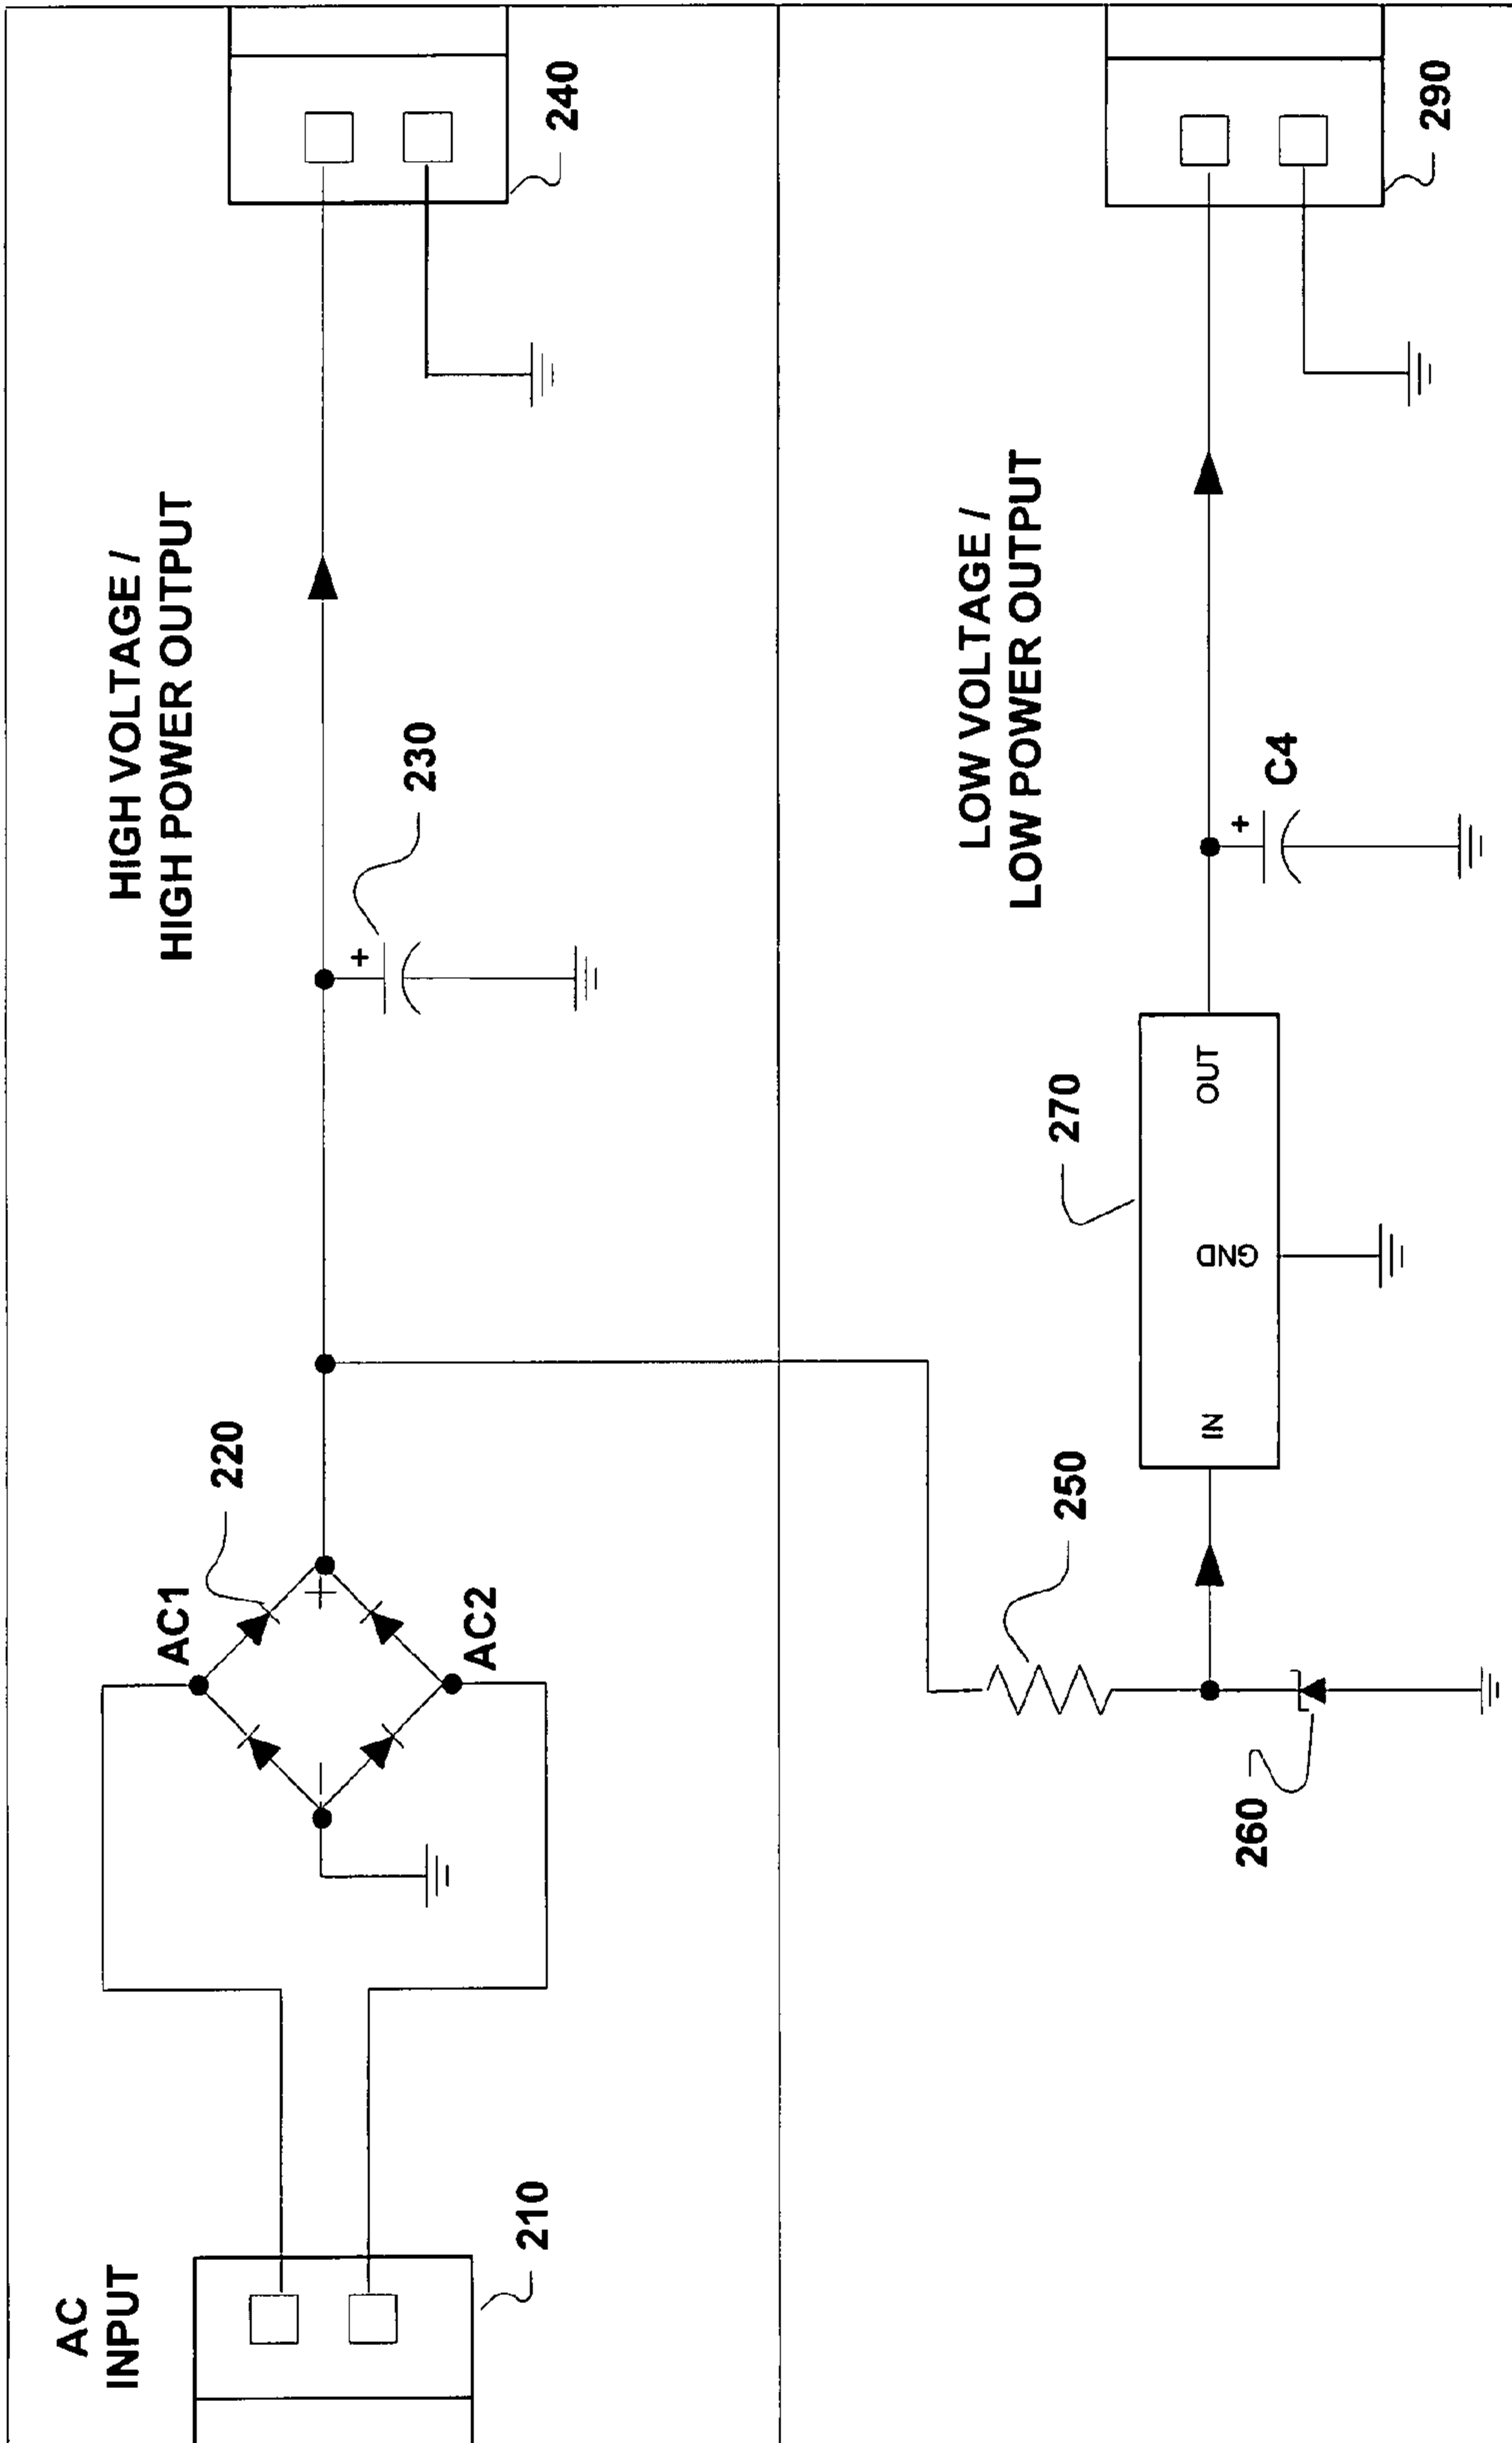 AC
INPUT
210
AC1
220
AC2
+
−
HIGH VOLTAGE /
HIGH POWER OUTPUT
+
230
240
250
260
IN
GND
OUT
270
LOW VOLTAGE /
LOW POWER OUTPUT
+
C4
290